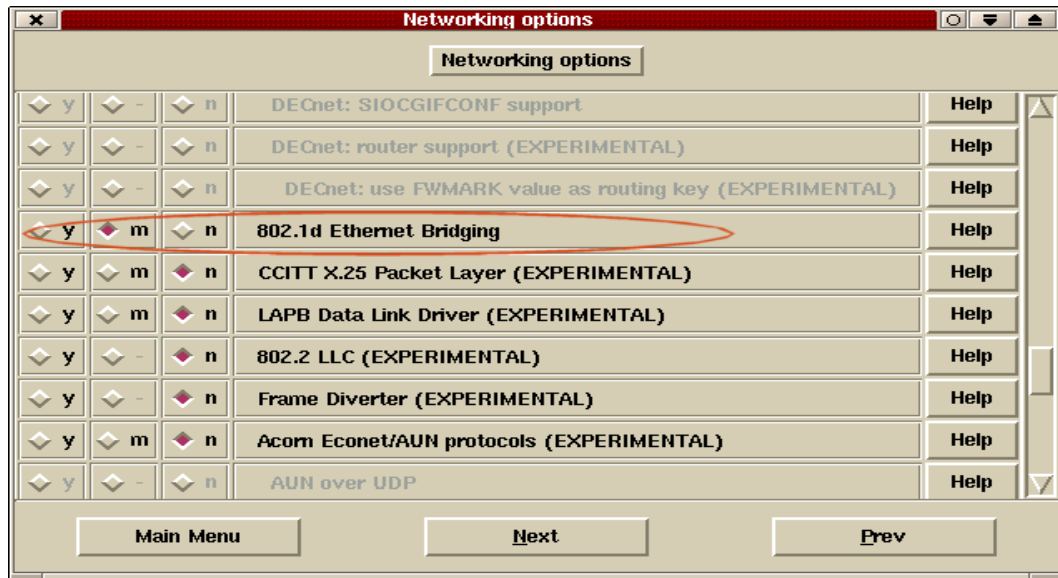 Networking options
Networking options
y - n DECnet: SIOCGIFCONF support Help
y - n DECnet: router support (EXPERIMENTAL) Help
y - n DECnet: use FWMARK value as routing key (EXPERIMENTAL) Help
y m n 802.1d Ethernet Bridging Help
y m n CCITT X.25 Packet Layer (EXPERIMENTAL) Help
y m n LAPB Data Link Driver (EXPERIMENTAL) Help
y - n 802.2 LLC (EXPERIMENTAL) Help
y - n Frame Diverter (EXPERIMENTAL) Help
y m n Acorn Econet/AUN protocols (EXPERIMENTAL) Help
y - n AUN over UDP Help
Main Menu Next Prev